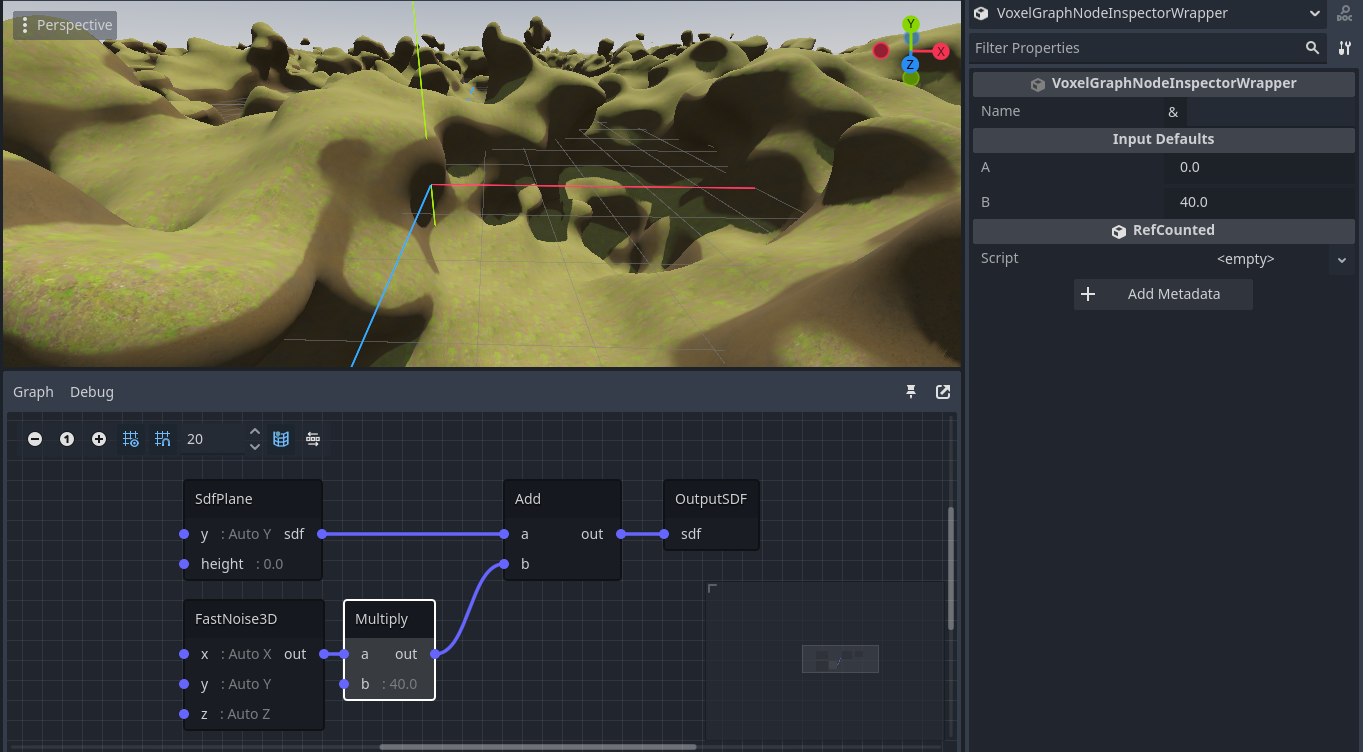 Perspective
Y
X
Z
Graph Debug
1 20
SdfPlane
y : Auto Y sdf
height : 0.0
Add
a out
b
OutputSDF
sdf
FastNoise3D
x : Auto X out
y : Auto Y
z : Auto Z
Multiply
a out
b : 40.0
VoxelGraphNodeInspectorWrapper
DOC
Filter Properties
VoxelGraphNodeInspectorWrapper
Name &
Input Defaults
A 0.0
B 40.0
RefCounted
Script <empty>
+ Add Metadata